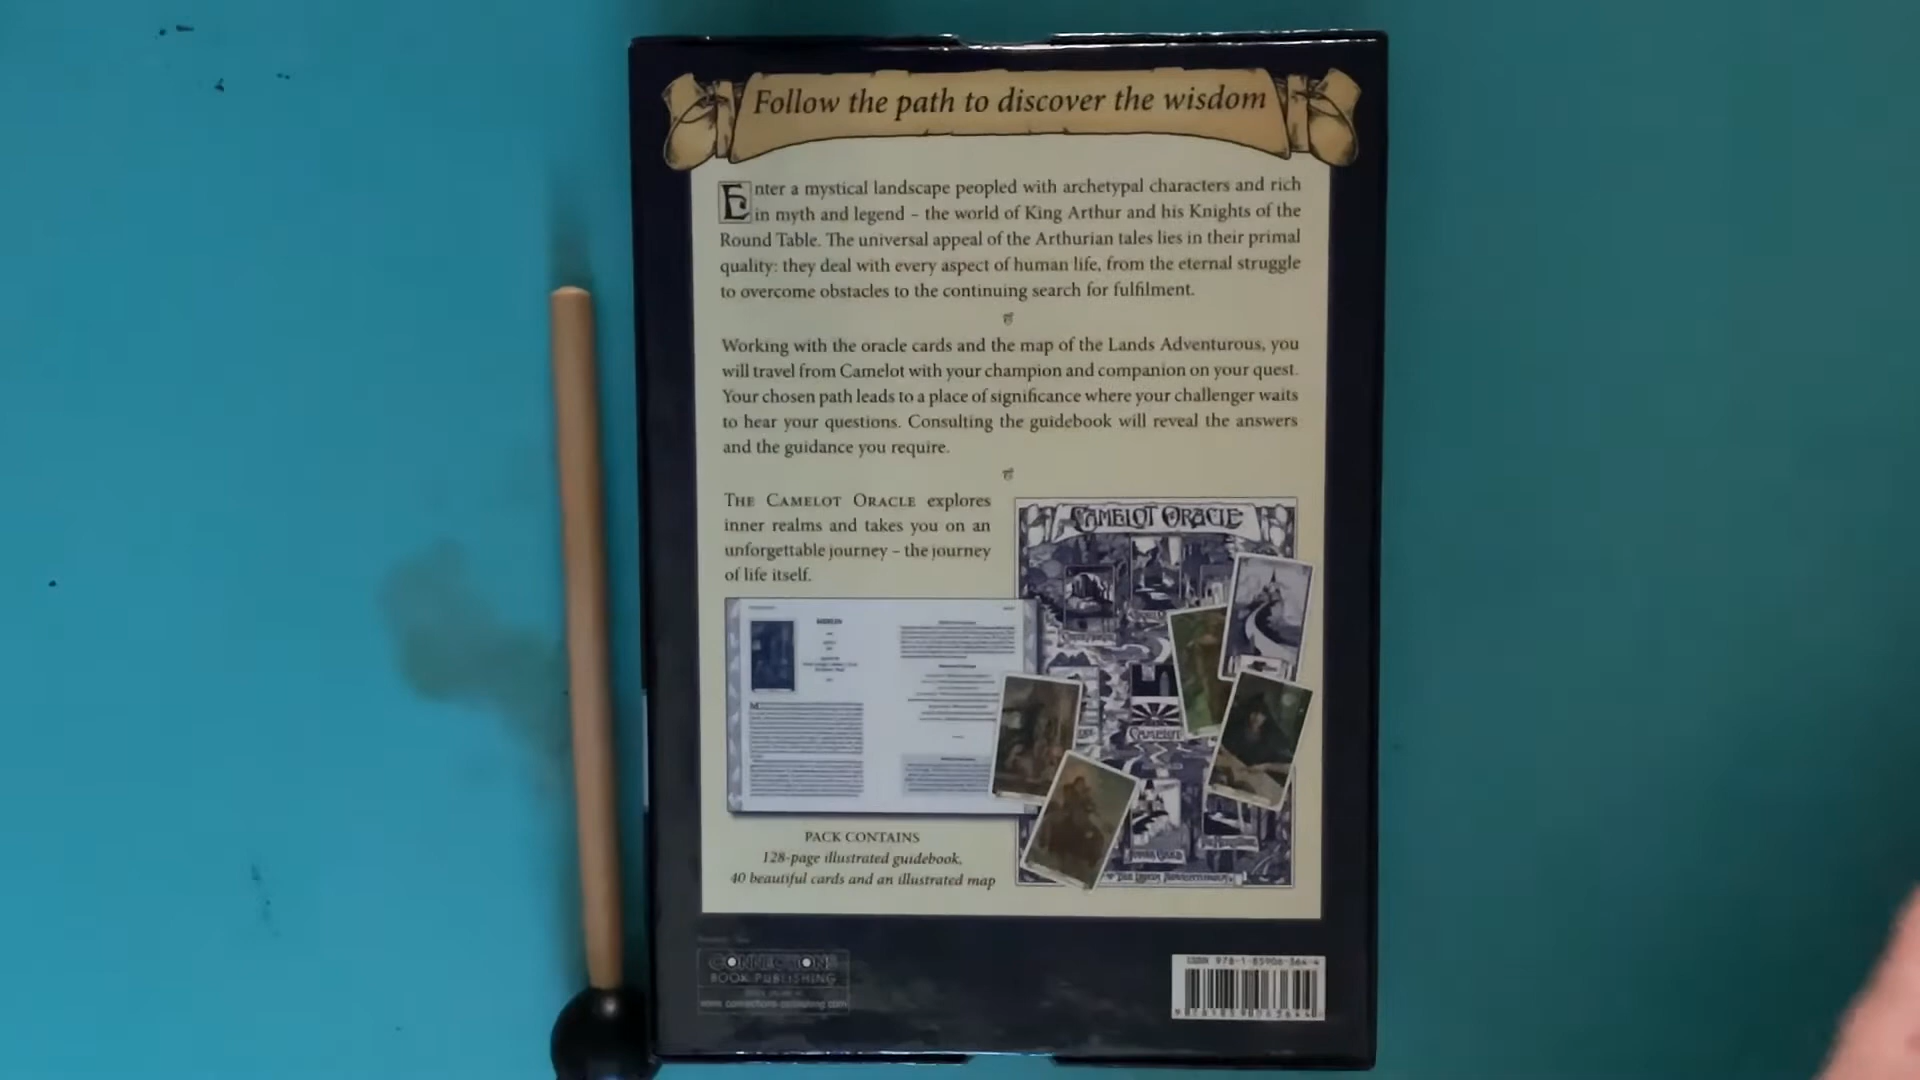 Follow the path to discover the wisdom
Enter a mystical landscape peopled with archetypal characters and rich
in myth and legend – the world of King Arthur and his Knights of the
Round Table. The universal appeal of the Arthurian tales lies in their primal
quality: they deal with every aspect of human life, from the eternal struggle
to overcome obstacles to the continuing search for fulfilment.
Working with the oracle cards and the map of the Lands Adventurous, you
will travel from Camelot with your champion and companion on your quest.
Your chosen path leads to a place of significance where your challenger waits
to hear your questions. Consulting the guidebook will reveal the answers
and the guidance you require.
THE CAMELOT ORACLE explores
inner realms and takes you on an
unforgettable journey – the journey
of life itself.
CAMELOT ORACLE
CAMELOT
PACK CONTAINS
128-page illustrated guidebook,
40 beautiful cards and an illustrated map
CONNECTIONS
BOOK PUBLISHING
www.connections-publishing.com
ISBN 978-1-85906-364-4